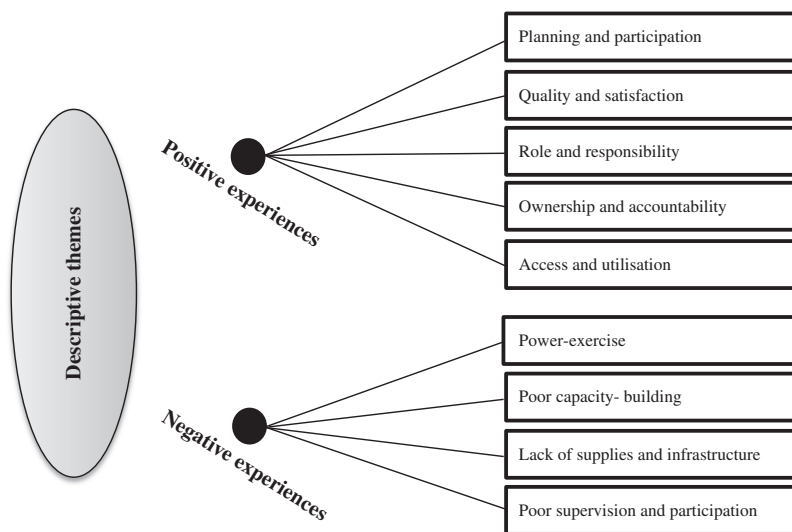 Descriptive themes
Positive experiences
Planning and participation
Quality and satisfaction
Role and responsibility
Ownership and accountability
Access and utilisation
Negative experiences
Power-exercise
Poor capacity- building
Lack of supplies and infrastructure
Poor supervision and participation